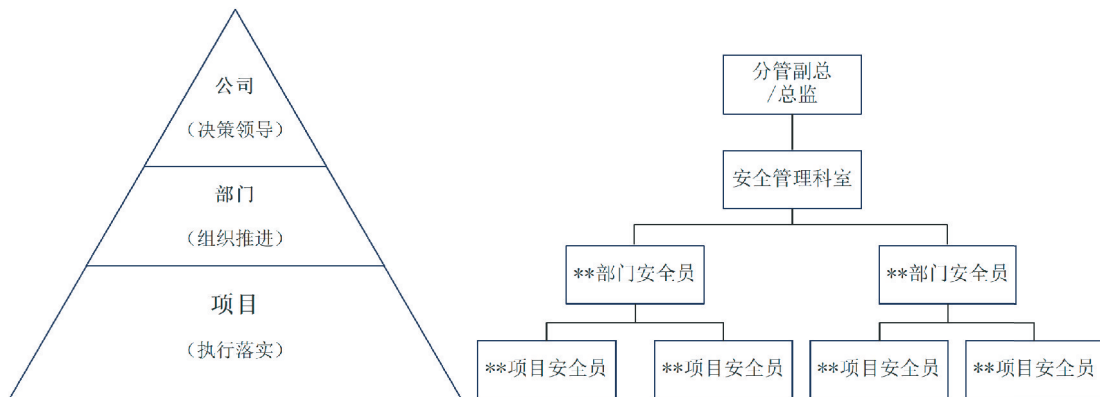 公司
（决策领导）
部门
（组织推进）
项目
（执行落实）
分管副总
/总监
安全管理科室
**部门安全员
**部门安全员
**项目安全员
**项目安全员
**项目安全员
**项目安全员